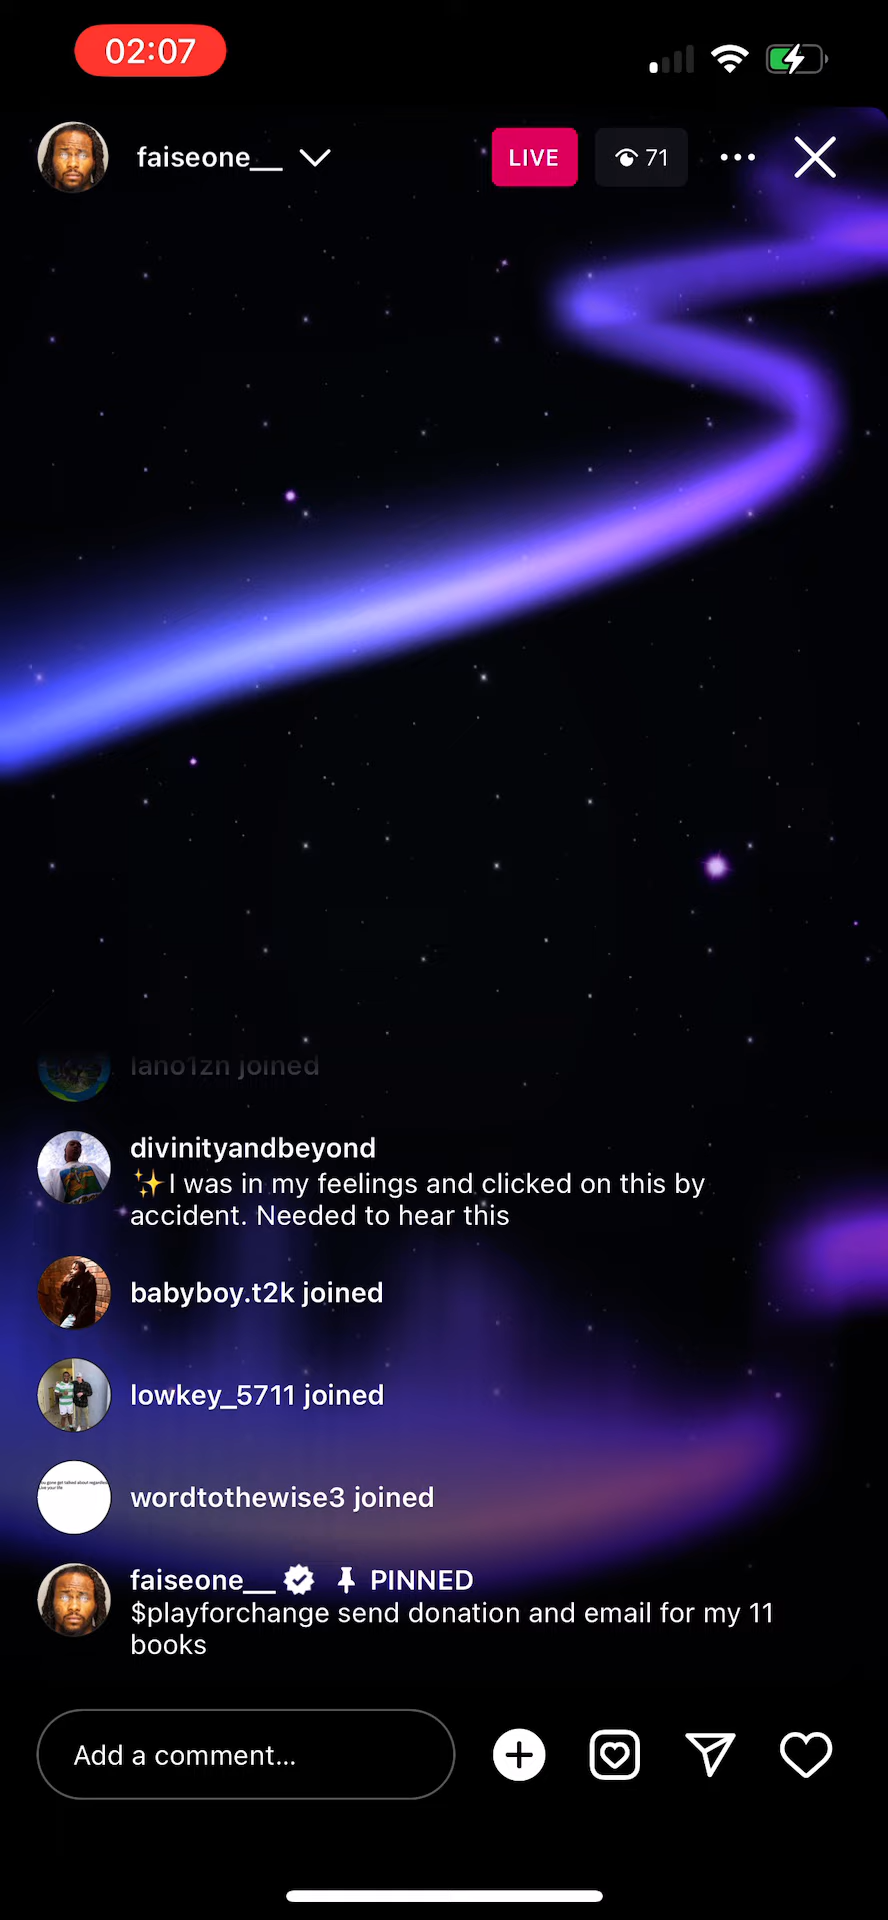 02:07
faiseone__
LIVE
71
lano1zn joined
divinityandbeyond
✨I was in my feelings and clicked on this by
accident. Needed to hear this
babyboy.t2k joined
lowkey_5711 joined
wordtothewise3 joined
faiseone__ PINNED
$playforchange send donation and email for my 11
books
Add a comment...